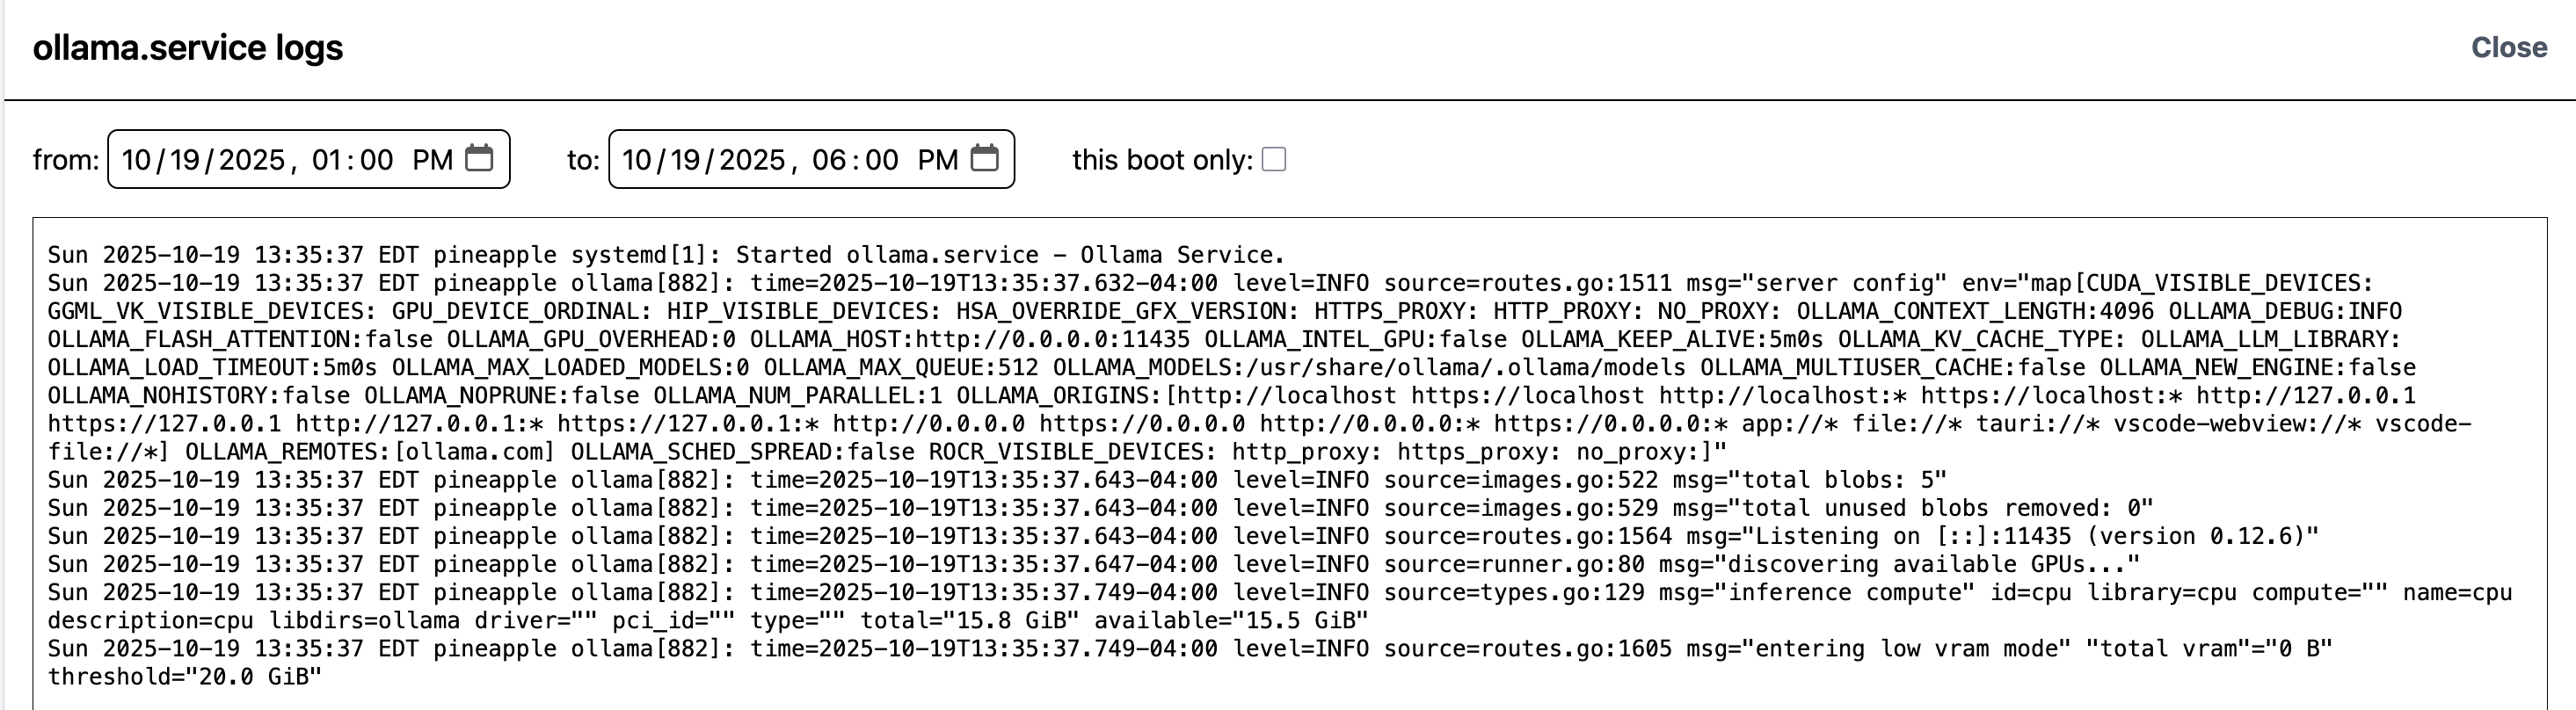 ollama.service logs
Close
from: 10/19/2025, 01:00 PM to: 10/19/2025, 06:00 PM this boot only:
Sun 2025-10-19 13:35:37 EDT pineapple systemd[1]: Started ollama.service - Ollama Service.
Sun 2025-10-19 13:35:37 EDT pineapple ollama[882]: time=2025-10-19T13:35:37.632-04:00 level=INFO source=routes.go:1511 msg="server config" env="map[CUDA_VISIBLE_DEVICES:
GGML_VK_VISIBLE_DEVICES: GPU_DEVICE_ORDINAL: HIP_VISIBLE_DEVICES: HSA_OVERRIDE_GFX_VERSION: HTTPS_PROXY: HTTP_PROXY: NO_PROXY: OLLAMA_CONTEXT_LENGTH:4096 OLLAMA_DEBUG:INFO
OLLAMA_FLASH_ATTENTION:false OLLAMA_GPU_OVERHEAD:0 OLLAMA_HOST:http://0.0.0.0:11435 OLLAMA_INTEL_GPU:false OLLAMA_KEEP_ALIVE:5m0s OLLAMA_KV_CACHE_TYPE: OLLAMA_LLM_LIBRARY:
OLLAMA_LOAD_TIMEOUT:5m0s OLLAMA_MAX_LOADED_MODELS:0 OLLAMA_MAX_QUEUE:512 OLLAMA_MODELS:/usr/share/ollama/.ollama/models OLLAMA_MULTIUSER_CACHE:false OLLAMA_NEW_ENGINE:false
OLLAMA_NOHISTORY:false OLLAMA_NOPRUNE:false OLLAMA_NUM_PARALLEL:1 OLLAMA_ORIGINS:[http://localhost https://localhost http://localhost:* https://localhost:* http://127.0.0.1
https://127.0.0.1 http://127.0.0.1:* https://127.0.0.1:* http://0.0.0.0 https://0.0.0.0 http://0.0.0.0:* https://0.0.0.0:* app://* file://* tauri://* vscode-webview://* vscode-
file://*] OLLAMA_REMOTES:[ollama.com] OLLAMA_SCHED_SPREAD:false ROCR_VISIBLE_DEVICES: http_proxy: https_proxy: no_proxy:]"
Sun 2025-10-19 13:35:37 EDT pineapple ollama[882]: time=2025-10-19T13:35:37.643-04:00 level=INFO source=images.go:522 msg="total blobs: 5"
Sun 2025-10-19 13:35:37 EDT pineapple ollama[882]: time=2025-10-19T13:35:37.643-04:00 level=INFO source=images.go:529 msg="total unused blobs removed: 0"
Sun 2025-10-19 13:35:37 EDT pineapple ollama[882]: time=2025-10-19T13:35:37.643-04:00 level=INFO source=routes.go:1564 msg="Listening on [::]:11435 (version 0.12.6)"
Sun 2025-10-19 13:35:37 EDT pineapple ollama[882]: time=2025-10-19T13:35:37.647-04:00 level=INFO source=runner.go:80 msg="discovering available GPUs..."
Sun 2025-10-19 13:35:37 EDT pineapple ollama[882]: time=2025-10-19T13:35:37.749-04:00 level=INFO source=types.go:129 msg="inference compute" id=cpu library=cpu compute="" name=cpu
description=cpu libdirs=ollama driver="" pci_id="" type="" total="15.8 GiB" available="15.5 GiB"
Sun 2025-10-19 13:35:37 EDT pineapple ollama[882]: time=2025-10-19T13:35:37.749-04:00 level=INFO source=routes.go:1605 msg="entering low vram mode" "total vram"="0 B"
threshold="20.0 GiB"